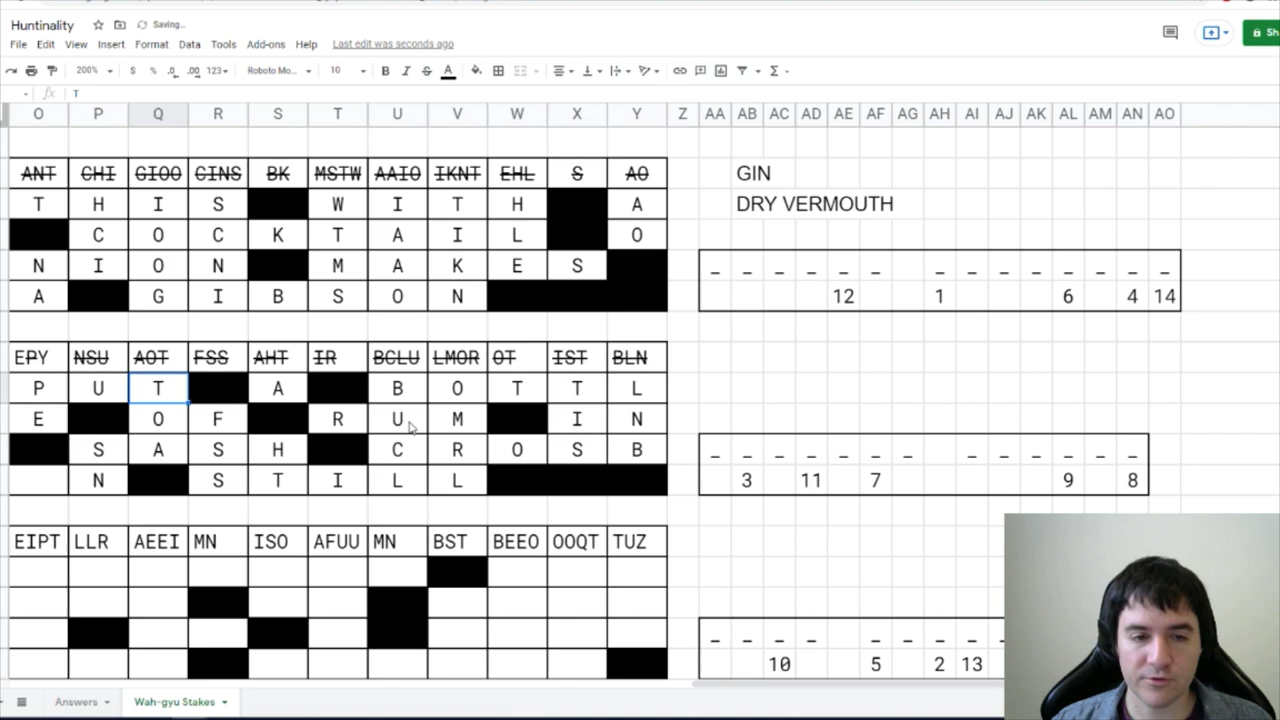 Huntinality Saving...
File Edit View Insert Format Data Tools Add-ons Help Last edit was seconds ago
200% $ % .0 .00 123 Roboto Mo... 10 B I S A
fx T
O P Q R S T U V W X Y Z AA AB AC AD AE AF AG AH AI AJ AK AL AM AN AO
ANT CHI GIOO CINS BK MSTW AAIO IKNT EHL S AO GIN
T H I S W I T H A DRY VERMOUTH
C O C K T A I L O
N I O N M A K E S _ _ _ _ _ _ _ _ _ _ _ _ _ _
A G I B S O N 12 1 6 4 14
EPY NSU AOT FSS AHT IR BCLU LMOR OT IST BLN
P U T A B O T T L
E O F R U M I N
S A S H C R O S B _ _ _ _ _ _ _ _ _ _ _ _ _
N S T I L L 3 11 7 9 8
EIPT LLR AEEI MN ISO AFUU MN BST BEEO OOQT TUZ
_ _ _ _ _ _ _ _
10 5 2 13
Answers Wah-gyu Stakes